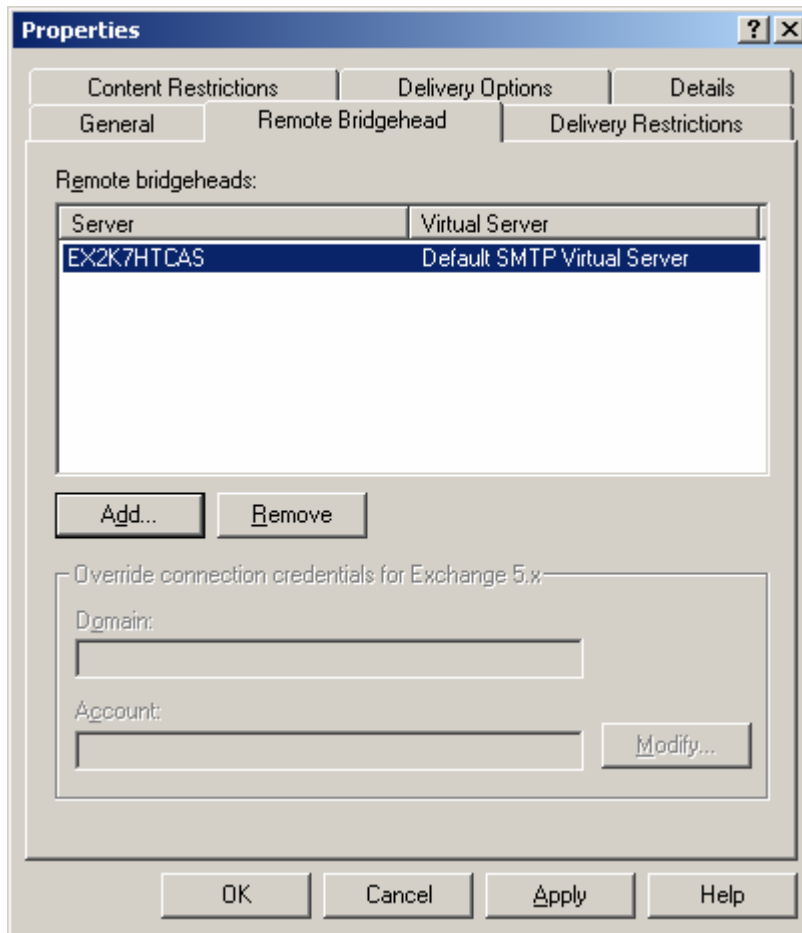 Properties
Content Restrictions Delivery Options Details
General Remote Bridgehead Delivery Restrictions
Remote bridgeheads:
Server Virtual Server
EX2K7HTCAS Default SMTP Virtual Server
Add... Remove
Override connection credentials for Exchange 5.x
Domain:
Account:
Modify...
OK Cancel Apply Help